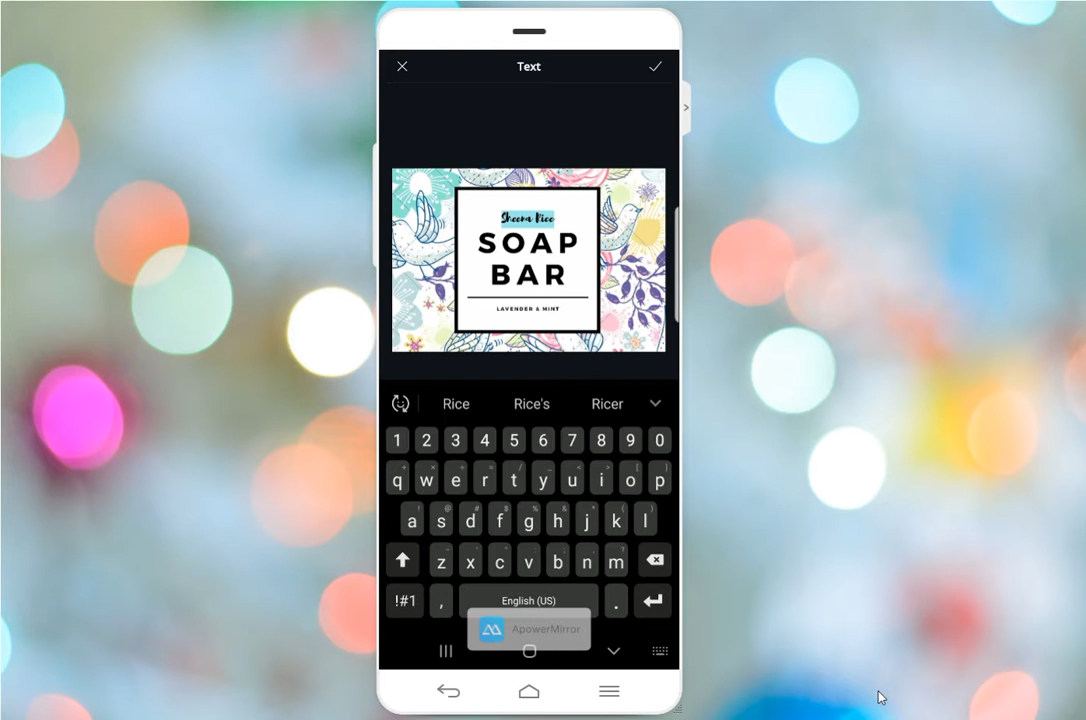 Text
Sheena Rice
SOAP
BAR
LAVENDER & MINT
Rice Rice's Ricer
1 2 3 4 5 6 7 8 9 0
q w e r t y u i o p
a s d f g h j k l
z x c v b n m
!#1 , English (US) .
ApowerMirror